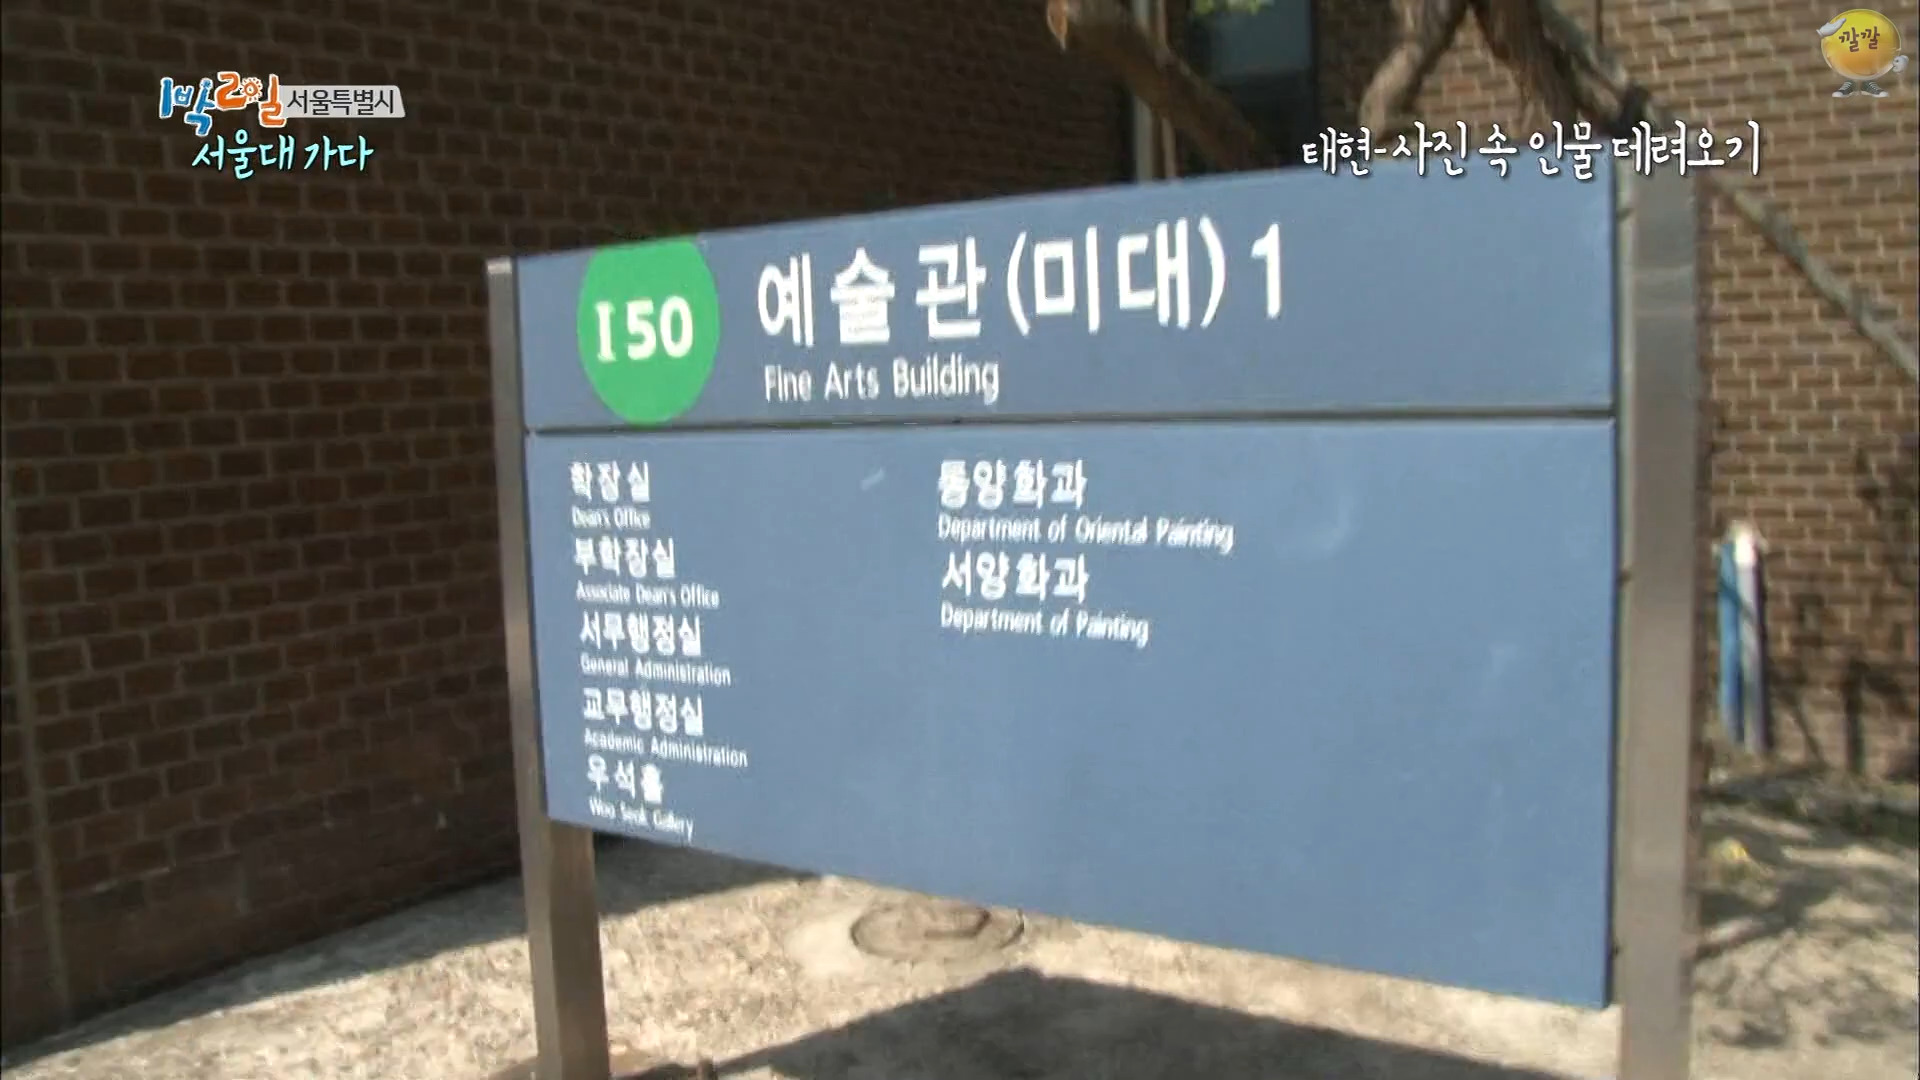 1박2일 서울특별시
서울대 가다
깔깔
태현-사진 속 인물 데려오기
I50
예술관(미대)1
Fine Arts Building
학장실
Dean's Office
부학장실
Associate Dean's Office
서무행정실
General Administration
교무행정실
Academic Administration
우석홀
Woo Seok Gallery
동양화과
Department of Oriental Painting
서양화과
Department of Painting